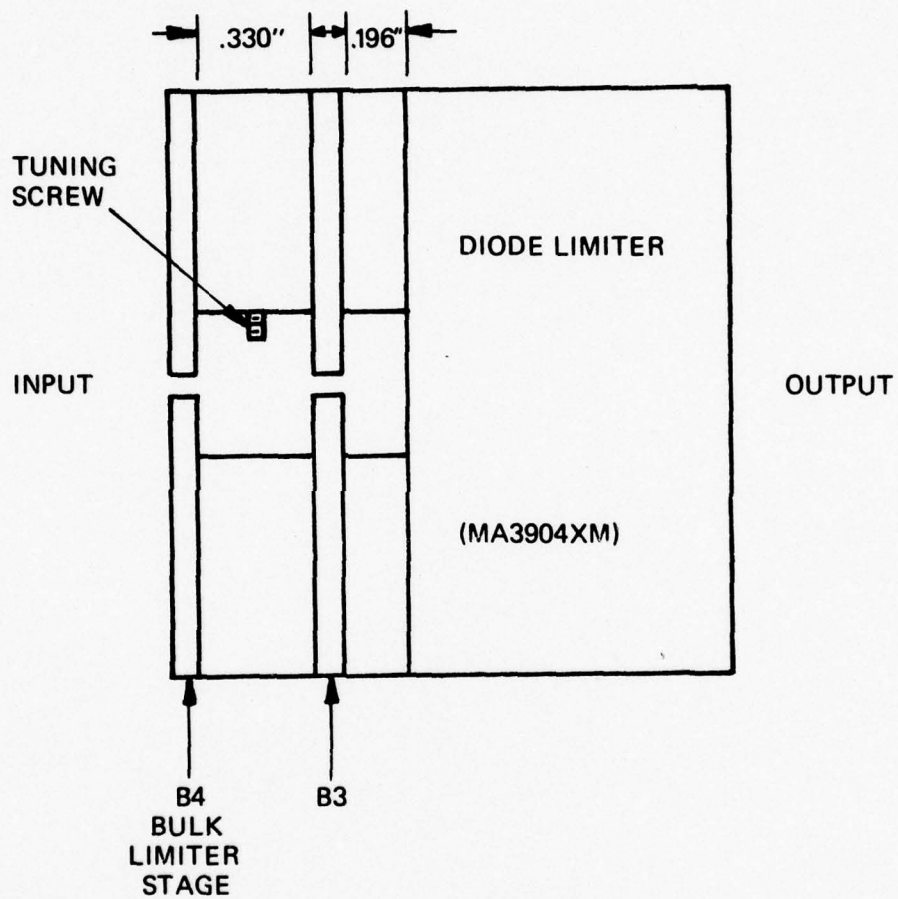 .330" .196"
TUNING
SCREW
DIODE LIMITER
INPUT
OUTPUT
(MA3904XM)
B4
BULK
LIMITER
STAGE
B3